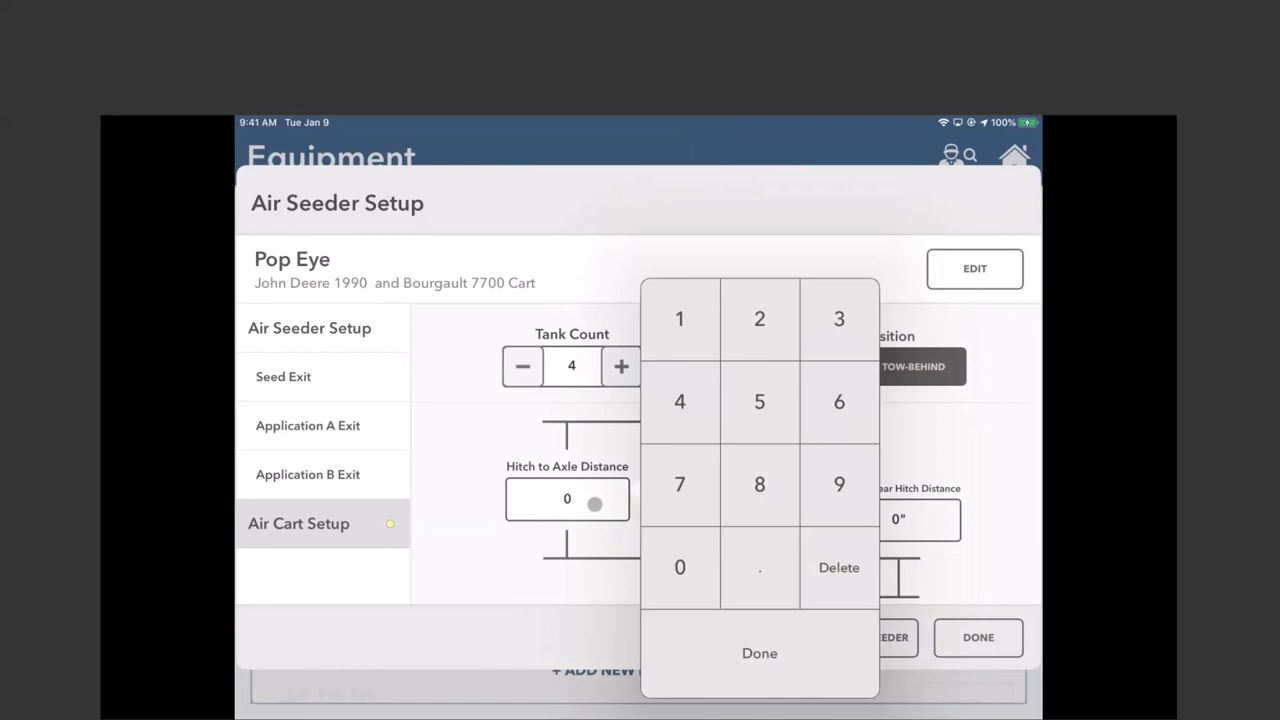 9:41 AM Tue Jan 9
100%
Equipment
Air Seeder Setup
Pop Eye
EDIT
John Deere 1990 and Bourgault 7700 Cart
Air Seeder Setup
Seed Exit
Application A Exit
Application B Exit
Air Cart Setup
Tank Count
4
Hitch to Axle Distance
0
1 2 3
4 5 6
7 8 9
0 . Delete
Done
sition
TOW-BEHIND
ear Hitch Distance
0"
EDER
DONE
+ ADD NEW
Pop Eye